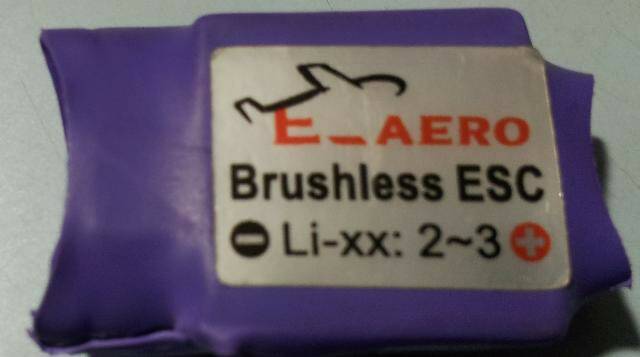 E_AERO
Brushless ESC
Li-xx: 2~3